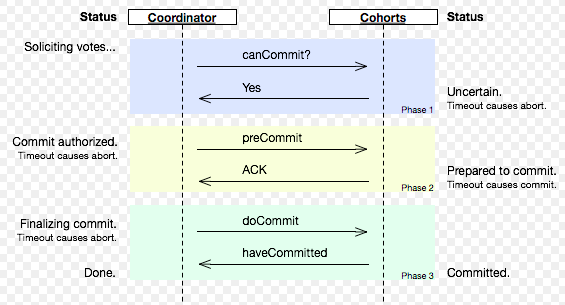 Status Coordinator Cohorts Status
Soliciting votes...
canCommit?
Yes
Uncertain.
Timeout causes abort.
Phase 1
Commit authorized.
Timeout causes abort.
preCommit
ACK
Prepared to commit.
Timeout causes commit.
Phase 2
Finalizing commit.
Timeout causes abort.
doCommit
haveCommitted
Done.
Phase 3
Committed.